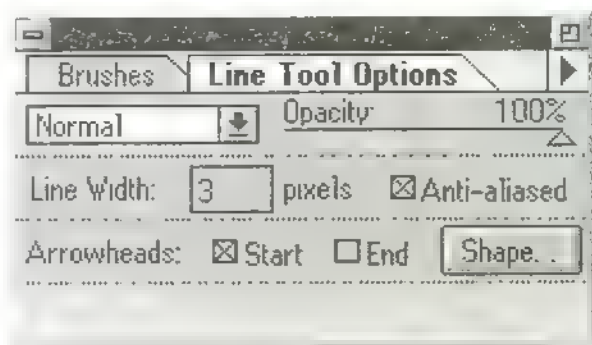 Brushes Line Tool Options
Normal Opacity: 100%
Line Width: 3 pixels Anti-aliased
Arrowheads: Start End Shape. .